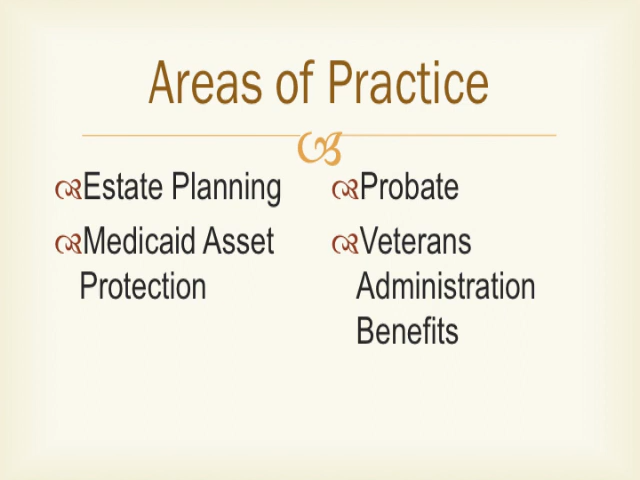 Areas of Practice
Estate Planning
Medicaid Asset
Protection
Probate
Veterans
Administration
Benefits